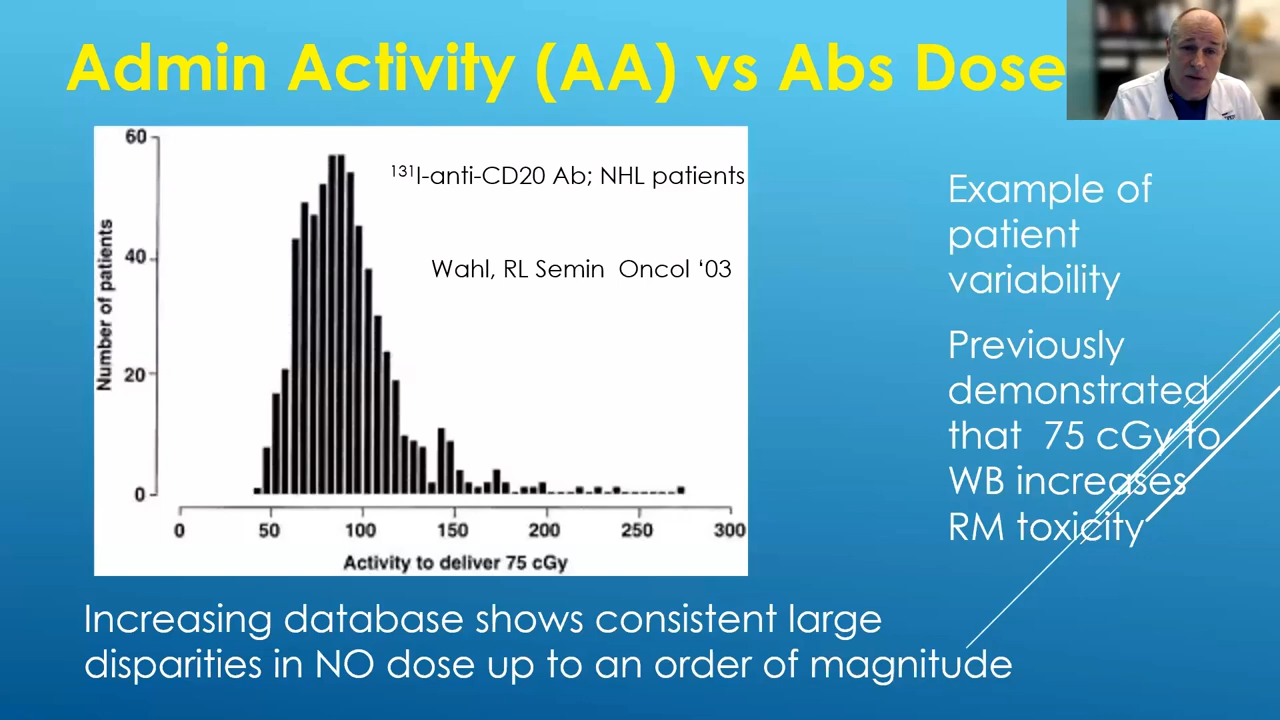 Admin Activity (AA) vs Abs Dose
60
40
20
0
Number of patients
¹³¹I-anti-CD20 Ab; NHL patients
Wahl, RL Semin Oncol ‘03
0 50 100 150 200 250 300
Activity to deliver 75 cGy
Example of
patient
variability
Previously
demonstrated
that 75 cGy to
WB increases
RM toxicity
Increasing database shows consistent large
disparities in NO dose up to an order of magnitude